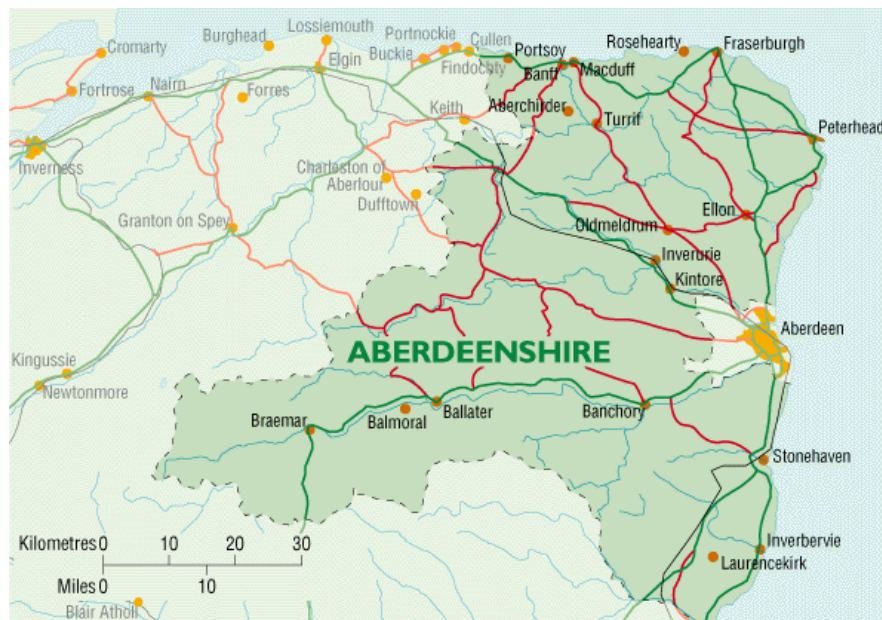 Cromarty
Burghead
Lossiemouth
Portnockie
Cullen
Buckie
Findochty
Portsoy
Rosehearty
Fraserburgh
Elgin
Banff
Macduff
Fortrose
Nairn
Forres
Keith
Aberchirder
Turrif
Peterhead
Inverness
Charleston of
Aberlour
Dufftown
Granton on Spey
Ellon
Oldmeldrum
Inverurie
Kintore
Aberdeen
ABERDEENSHIRE
Kingussie
Newtonmore
Braemar
Balmoral
Ballater
Banchory
Stonehaven
Kilometres 0 10 20 30
Inverbervie
Laurencekirk
Miles 0 10
Blair Atholl